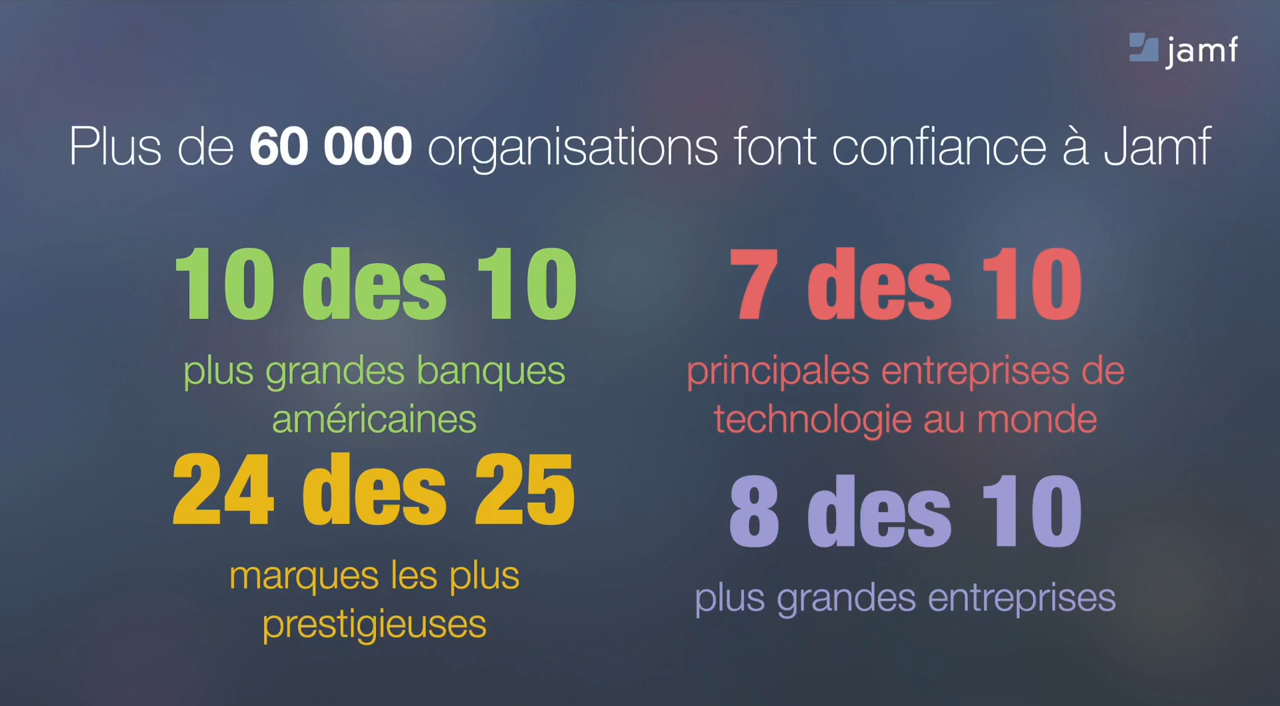 jamf
Plus de 60 000 organisations font confiance à Jamf
10 des 10
plus grandes banques
américaines
24 des 25
marques les plus
prestigieuses
7 des 10
principales entreprises de
technologie au monde
8 des 10
plus grandes entreprises